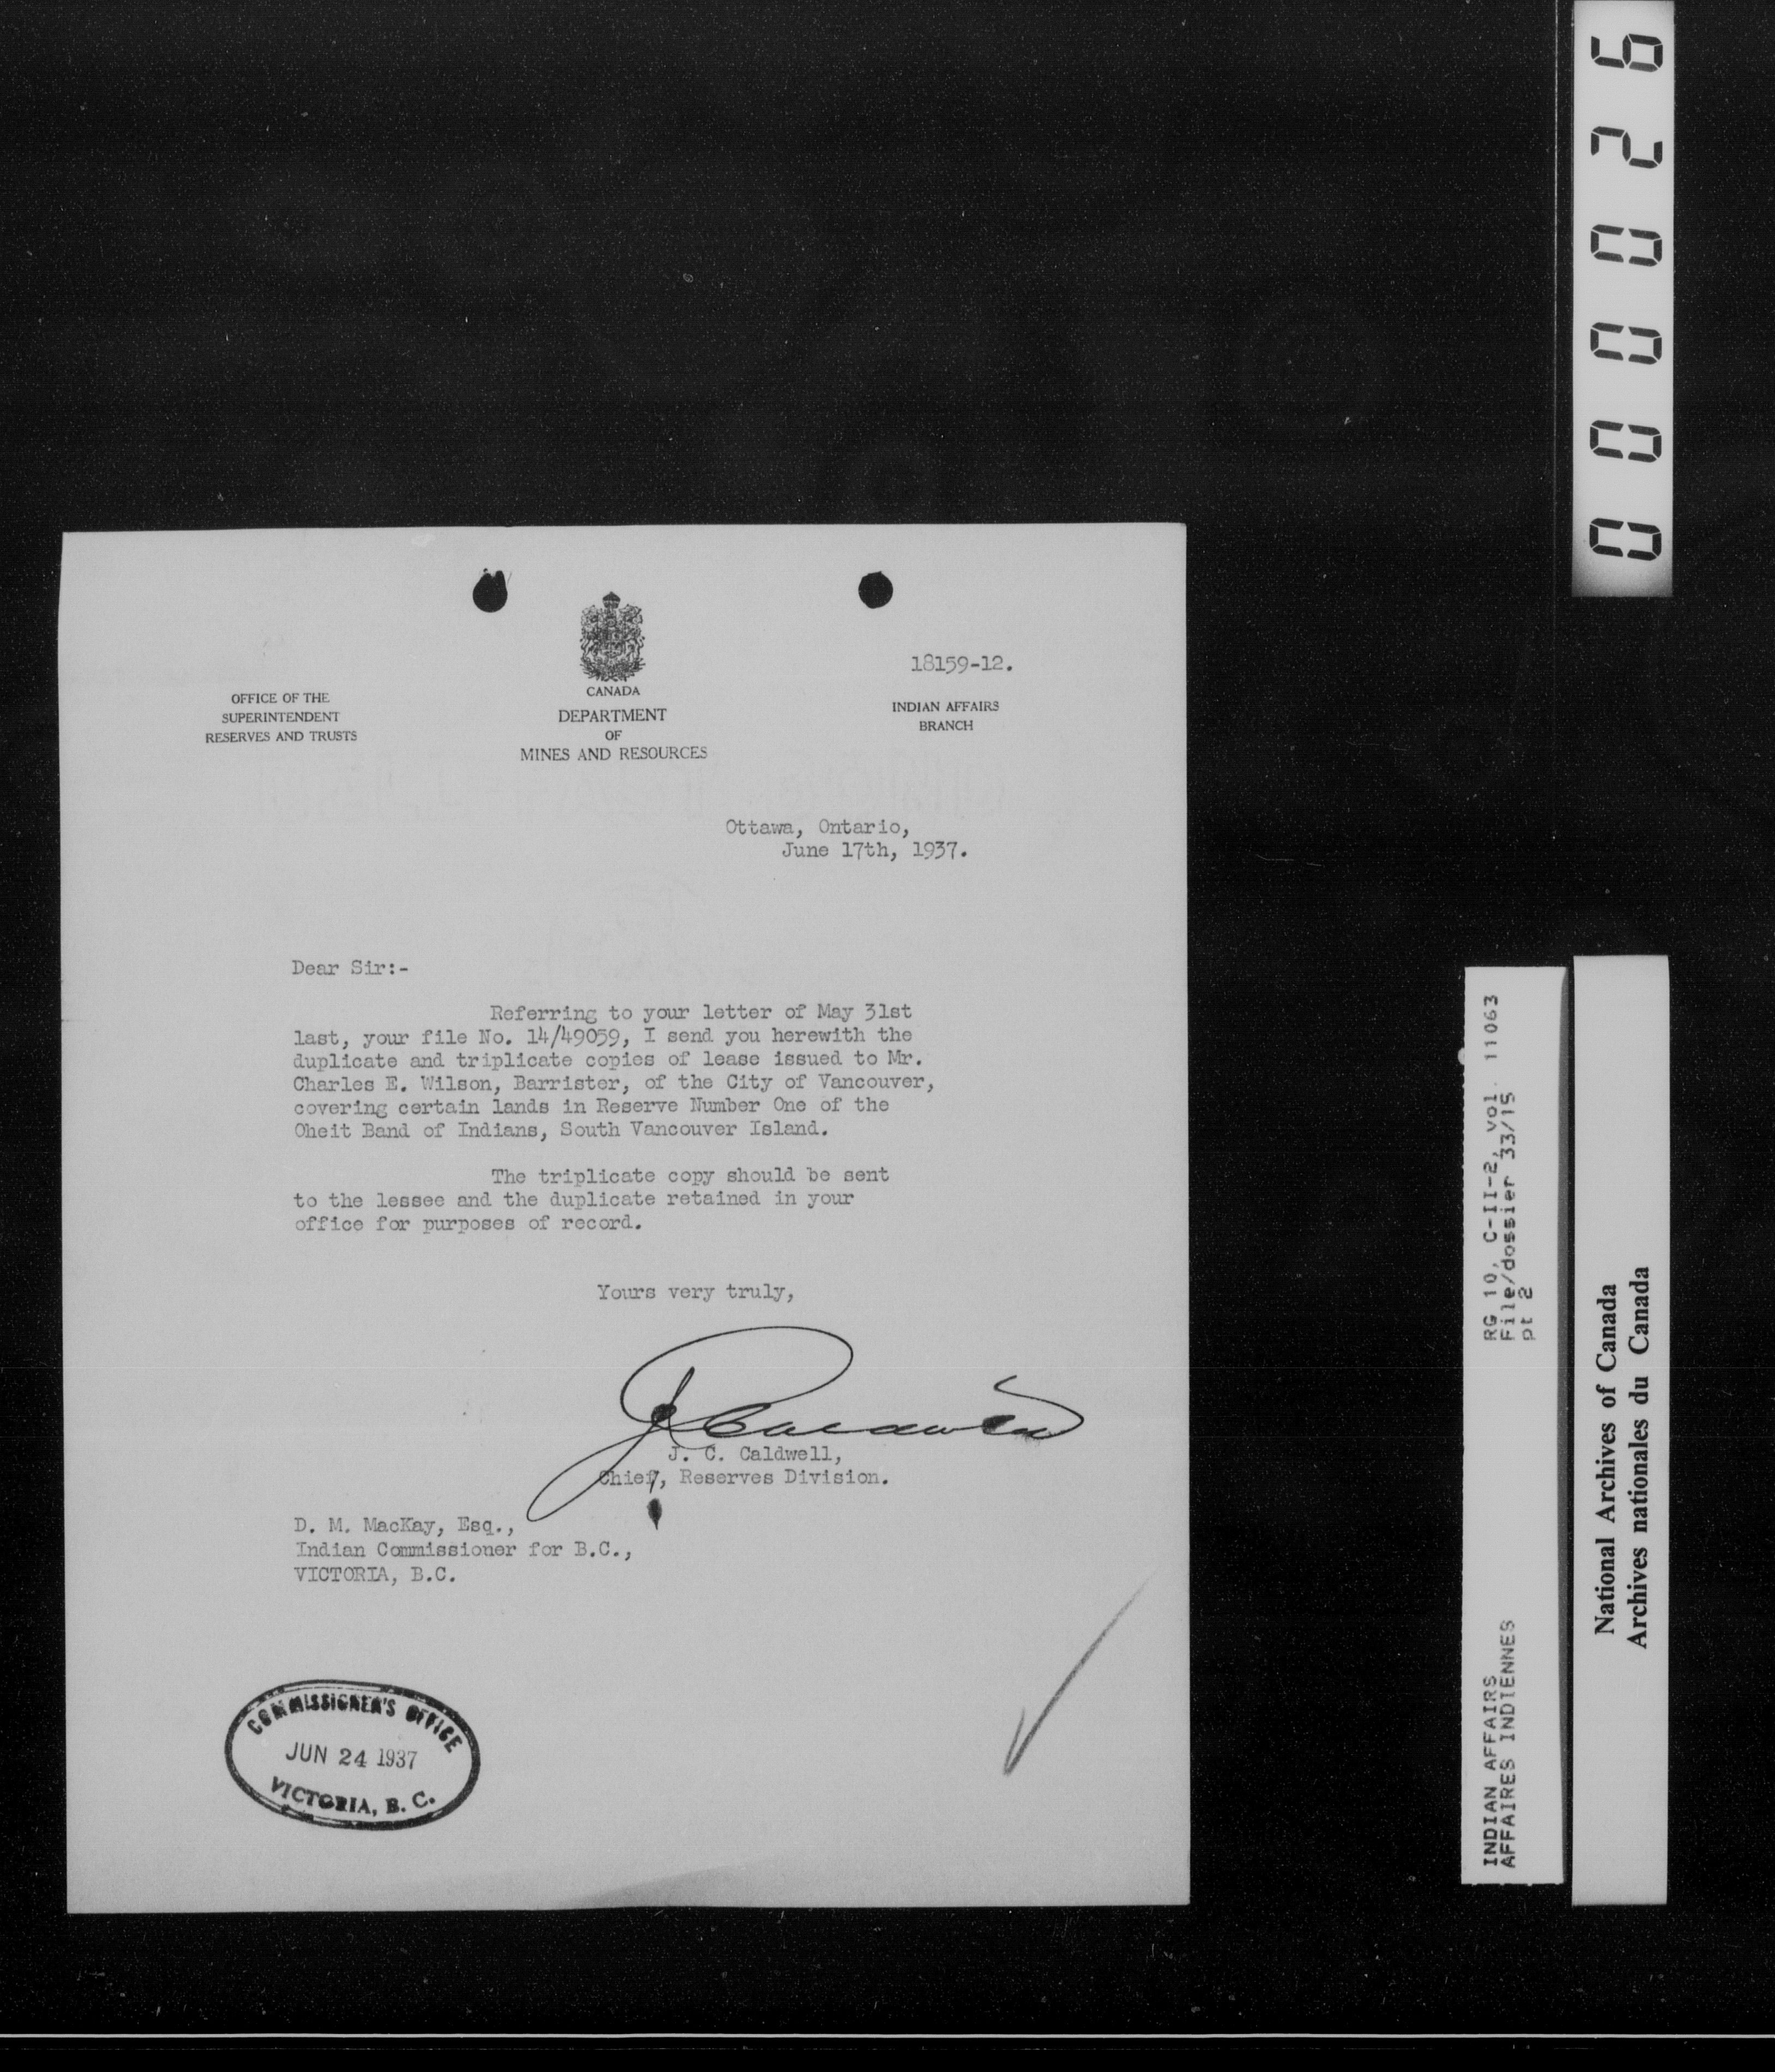 18159-12.
OFFICE OF THE
SUPERINTENDENT
RESERVES AND TRUSTS
CANADA
DEPARTMENT
OF
MINES AND RESOURCES
INDIAN AFFAIRS
BRANCH
Ottawa, Ontario,
June 17th, 1937.
Dear Sir:-
Referring to your letter of May 31st
last, your file No. 14/49059, I send you herewith the
duplicate and triplicate copies of lease issued to Mr.
Charles E. Wilson, Barrister, of the City of Vancouver,
covering certain lands in Reserve Number One of the
Oheit Band of Indians, South Vancouver Island.
The triplicate copy should be sent
to the lessee and the duplicate retained in your
office for purposes of record.
Yours very truly,
J C Caldwell
J. C. Caldwell,
Chief, Reserves Division.
D. M. MacKay, Esq.,
Indian Commissioner for B.C.,
VICTORIA, B.C.
COMMISSIONER'S OFFICE
JUN 24 1937
VICTORIA, B. C.
000026
RG 10, C-II-2, vol. 11063
File/dossier 33/15
pt 2
INDIAN AFFAIRS
AFFAIRES INDIENNES
National Archives of Canada
Archives nationales du Canada